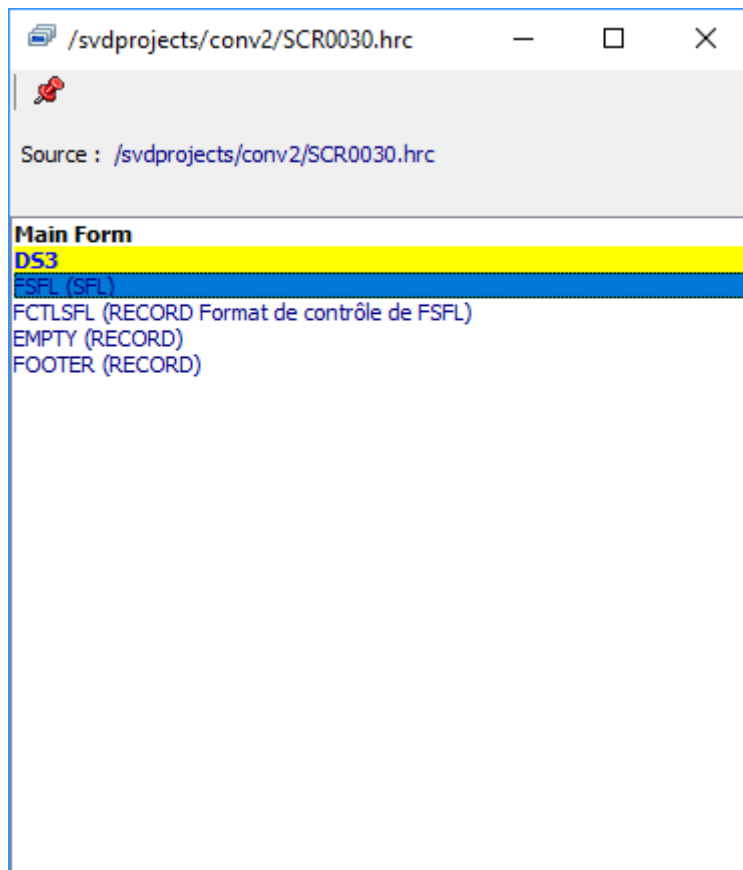 /svdprojects/conv2/SCR0030.hrc
Source : /svdprojects/conv2/SCR0030.hrc
Main Form
DS3
FSFL (SFL)
FCTLSFL (RECORD Format de contrôle de FSFL)
EMPTY (RECORD)
FOOTER (RECORD)